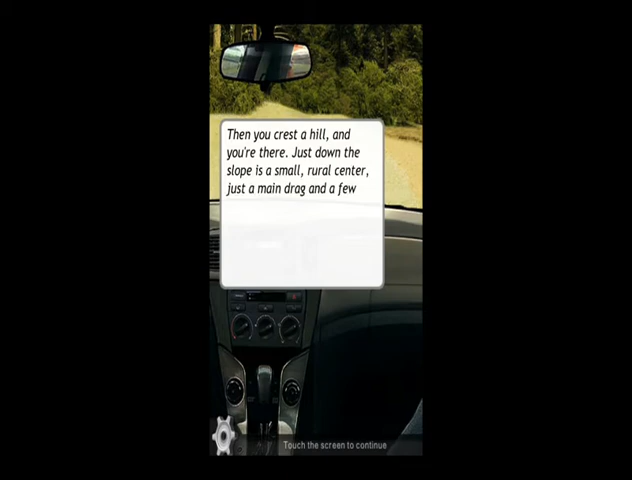 Then you crest a hill, and
you're there. Just down the
slope is a small, rural center,
just a main drag and a few
Touch the screen to continue